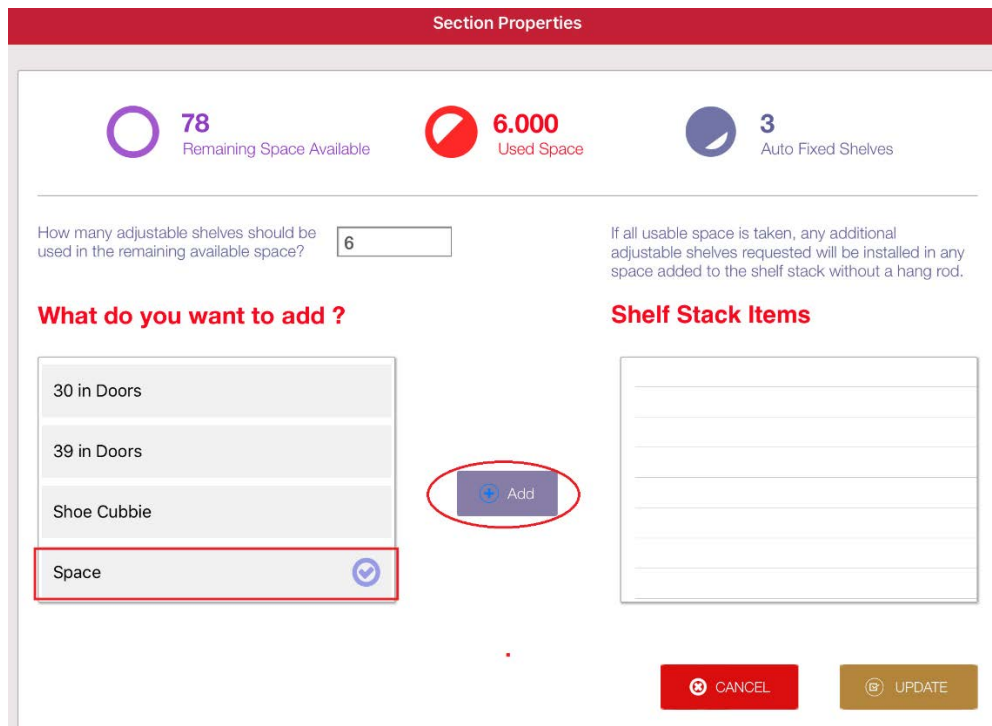 Section Properties
78
Remaining Space Available
6.000
Used Space
3
Auto Fixed Shelves
How many adjustable shelves should be
used in the remaining available space?
6
If all usable space is taken, any additional
adjustable shelves requested will be installed in any
space added to the shelf stack without a hang rod.
What do you want to add ?
Shelf Stack Items
30 in Doors
39 in Doors
Shoe Cubbie
Space
Add
CANCEL
UPDATE